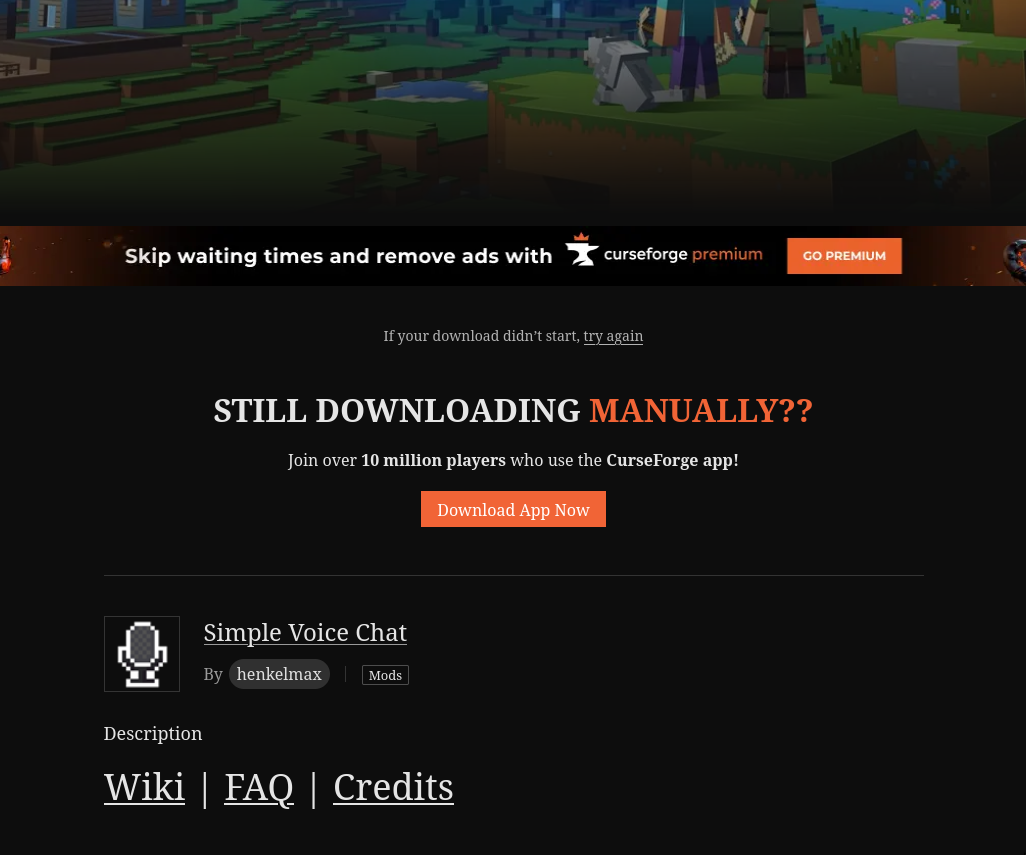 Skip waiting times and remove ads with curseforge premium GO PREMIUM
If your download didn’t start, try again
STILL DOWNLOADING MANUALLY??
Join over 10 million players who use the CurseForge app!
Download App Now
Simple Voice Chat
By henkelmax | Mods
Description
Wiki | FAQ | Credits